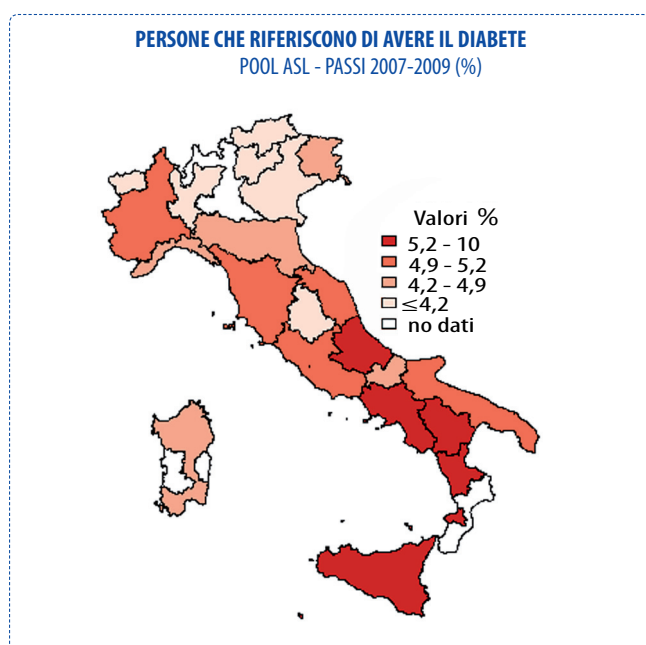 PERSONE CHE RIFERISCONO DI AVERE IL DIABETE
POOL ASL - PASSI 2007-2009 (%)
Valori %
5,2 - 10
4,9 - 5,2
4,2 - 4,9
≤4,2
no dati